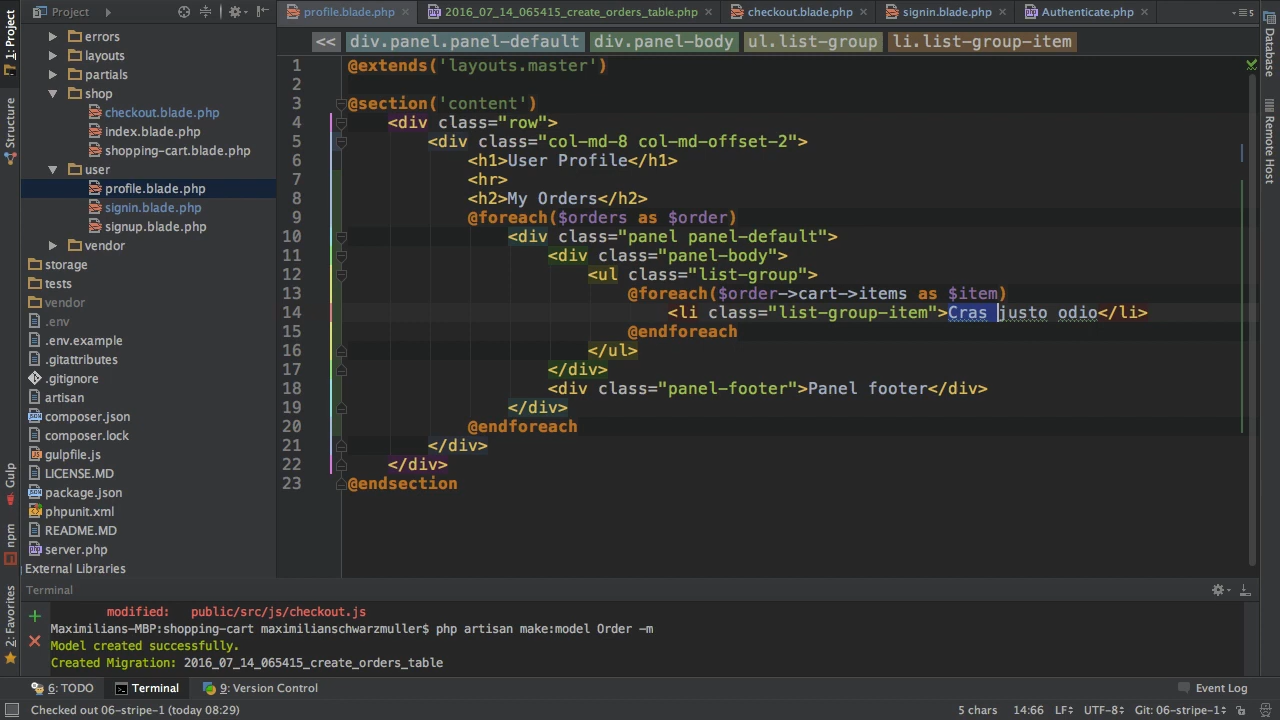 1: Project
Project
errors
layouts
partials
shop
checkout.blade.php
index.blade.php
shopping-cart.blade.php
user
profile.blade.php
signin.blade.php
signup.blade.php
vendor
storage
tests
vendor
.env
.env.example
.gitattributes
.gitignore
artisan
composer.json
composer.lock
gulpfile.js
LICENSE.MD
package.json
phpunit.xml
README.MD
server.php
External Libraries
Structure
Gulp
npm
2: Favorites
profile.blade.php
2016_07_14_065415_create_orders_table.php
checkout.blade.php
signin.blade.php
Authenticate.php
5
<< div.panel.panel-default div.panel-body ul.list-group li.list-group-item
1 @extends('layouts.master')
2
3 @section('content')
4 <div class="row">
5 <div class="col-md-8 col-md-offset-2">
6 <h1>User Profile</h1>
7 <hr>
8 <h2>My Orders</h2>
9 @foreach($orders as $order)
10 <div class="panel panel-default">
11 <div class="panel-body">
12 <ul class="list-group">
13 @foreach($order->cart->items as $item)
14 <li class="list-group-item">Cras justo odio</li>
15 @endforeach
16 </ul>
17 </div>
18 <div class="panel-footer">Panel footer</div>
19 </div>
20 @endforeach
21 </div>
22 </div>
23 @endsection
Database
Remote Host
Terminal
modified: public/src/js/checkout.js
Maximilians-MBP:shopping-cart maximilianschwarzmuller$ php artisan make:model Order -m
Model created successfully.
Created Migration: 2016_07_14_065415_create_orders_table
6: TODO
Terminal
9: Version Control
Event Log
Checked out 06-stripe-1 (today 08:29)
5 chars 14:66 LF÷ UTF-8÷ Git: 06-stripe-1÷